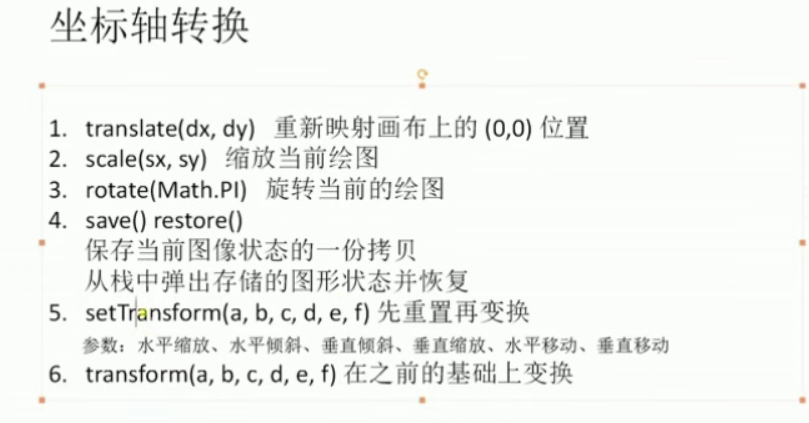 坐标轴转换
1. translate(dx, dy) 重新映射画布上的 (0,0) 位置
2. scale(sx, sy) 缩放当前绘图
3. rotate(Math.PI) 旋转当前的绘图
4. save() restore()
保存当前图像状态的一份拷贝
从栈中弹出存储的图形状态并恢复
5. setTransform(a, b, c, d, e, f) 先重置再变换
参数：水平缩放、水平倾斜、垂直倾斜、垂直缩放、水平移动、垂直移动
6. transform(a, b, c, d, e, f) 在之前的基础上变换